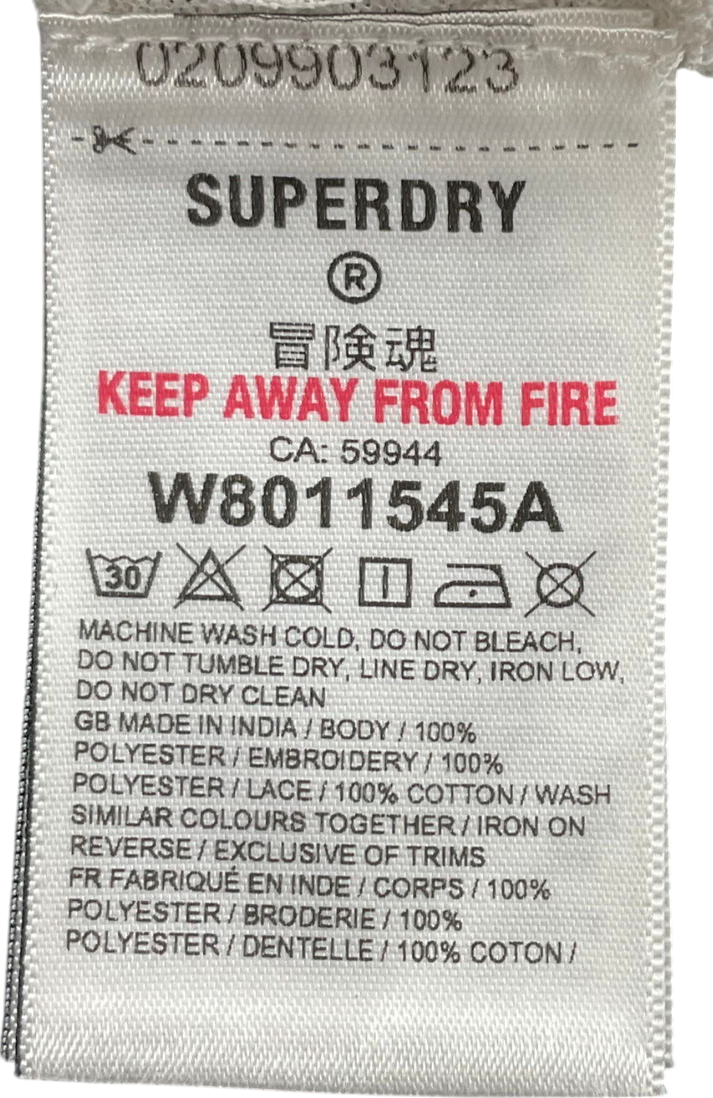 0209903123
SUPERDRY
®
冒険魂
KEEP AWAY FROM FIRE
CA: 59944
W8011545A
30
MACHINE WASH COLD, DO NOT BLEACH,
DO NOT TUMBLE DRY, LINE DRY, IRON LOW,
DO NOT DRY CLEAN
GB MADE IN INDIA / BODY / 100%
POLYESTER / EMBROIDERY / 100%
POLYESTER / LACE / 100% COTTON / WASH
SIMILAR COLOURS TOGETHER / IRON ON
REVERSE / EXCLUSIVE OF TRIMS
FR FABRIQUÉ EN INDE / CORPS / 100%
POLYESTER / BRODERIE / 100%
POLYESTER / DENTELLE / 100% COTON /